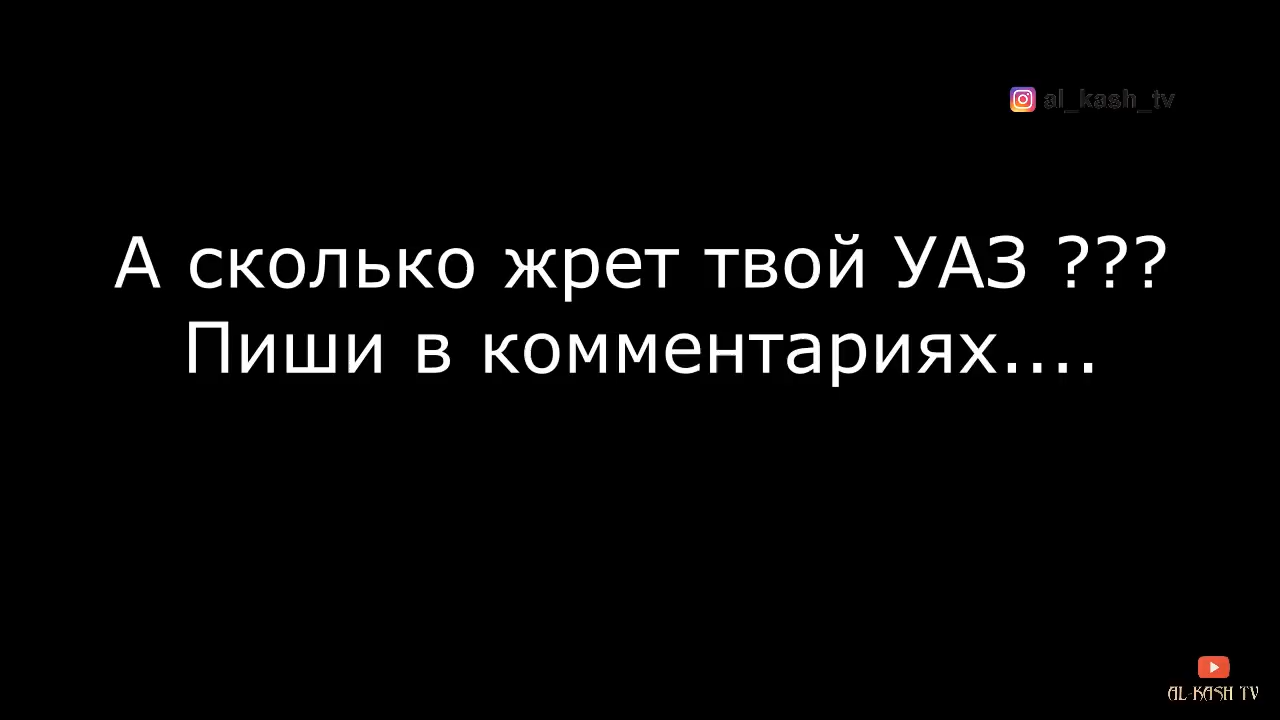 al_kash_tv
А сколько жрет твой УАЗ ???
Пиши в комментариях....
AL-KASH TV